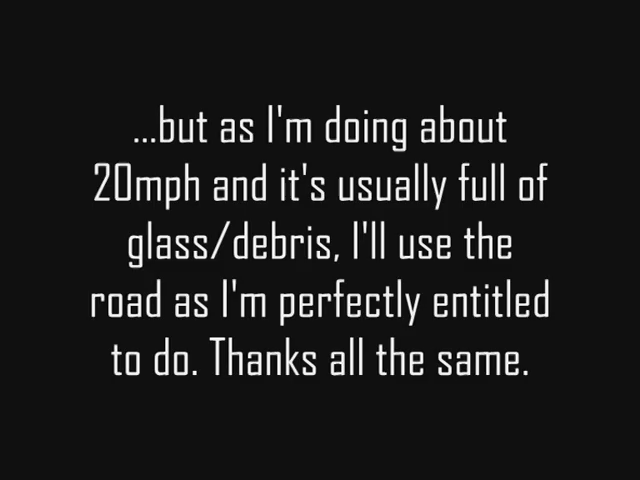 ...but as I'm doing about
20mph and it's usually full of
glass/debris, I'll use the
road as I'm perfectly entitled
to do. Thanks all the same.